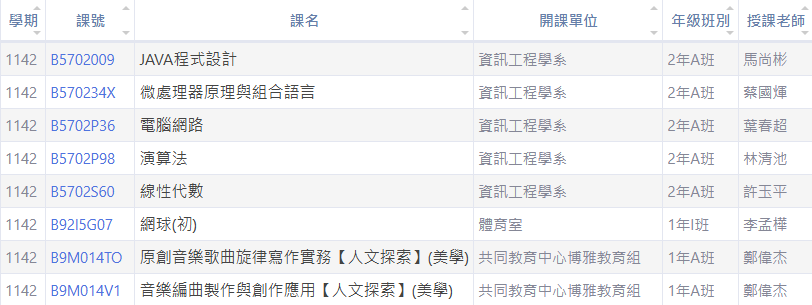 學期 課號 課名 開課單位 年級班別 授課老師
1142 B5702009 JAVA程式設計 資訊工程學系 2年A班 馬尚彬
1142 B570234X 微處理器原理與組合語言 資訊工程學系 2年A班 蔡國煇
1142 B5702P36 電腦網路 資訊工程學系 2年A班 葉春超
1142 B5702P98 演算法 資訊工程學系 2年A班 林清池
1142 B5702S60 線性代數 資訊工程學系 2年A班 許玉平
1142 B92I5G07 網球(初) 體育室 1年I班 李孟樺
1142 B9M014TO 原創音樂歌曲旋律寫作實務【人文探索】(美學) 共同教育中心博雅教育組 1年A班 鄭偉杰
1142 B9M014V1 音樂編曲製作與創作應用【人文探索】(美學) 共同教育中心博雅教育組 1年A班 鄭偉杰